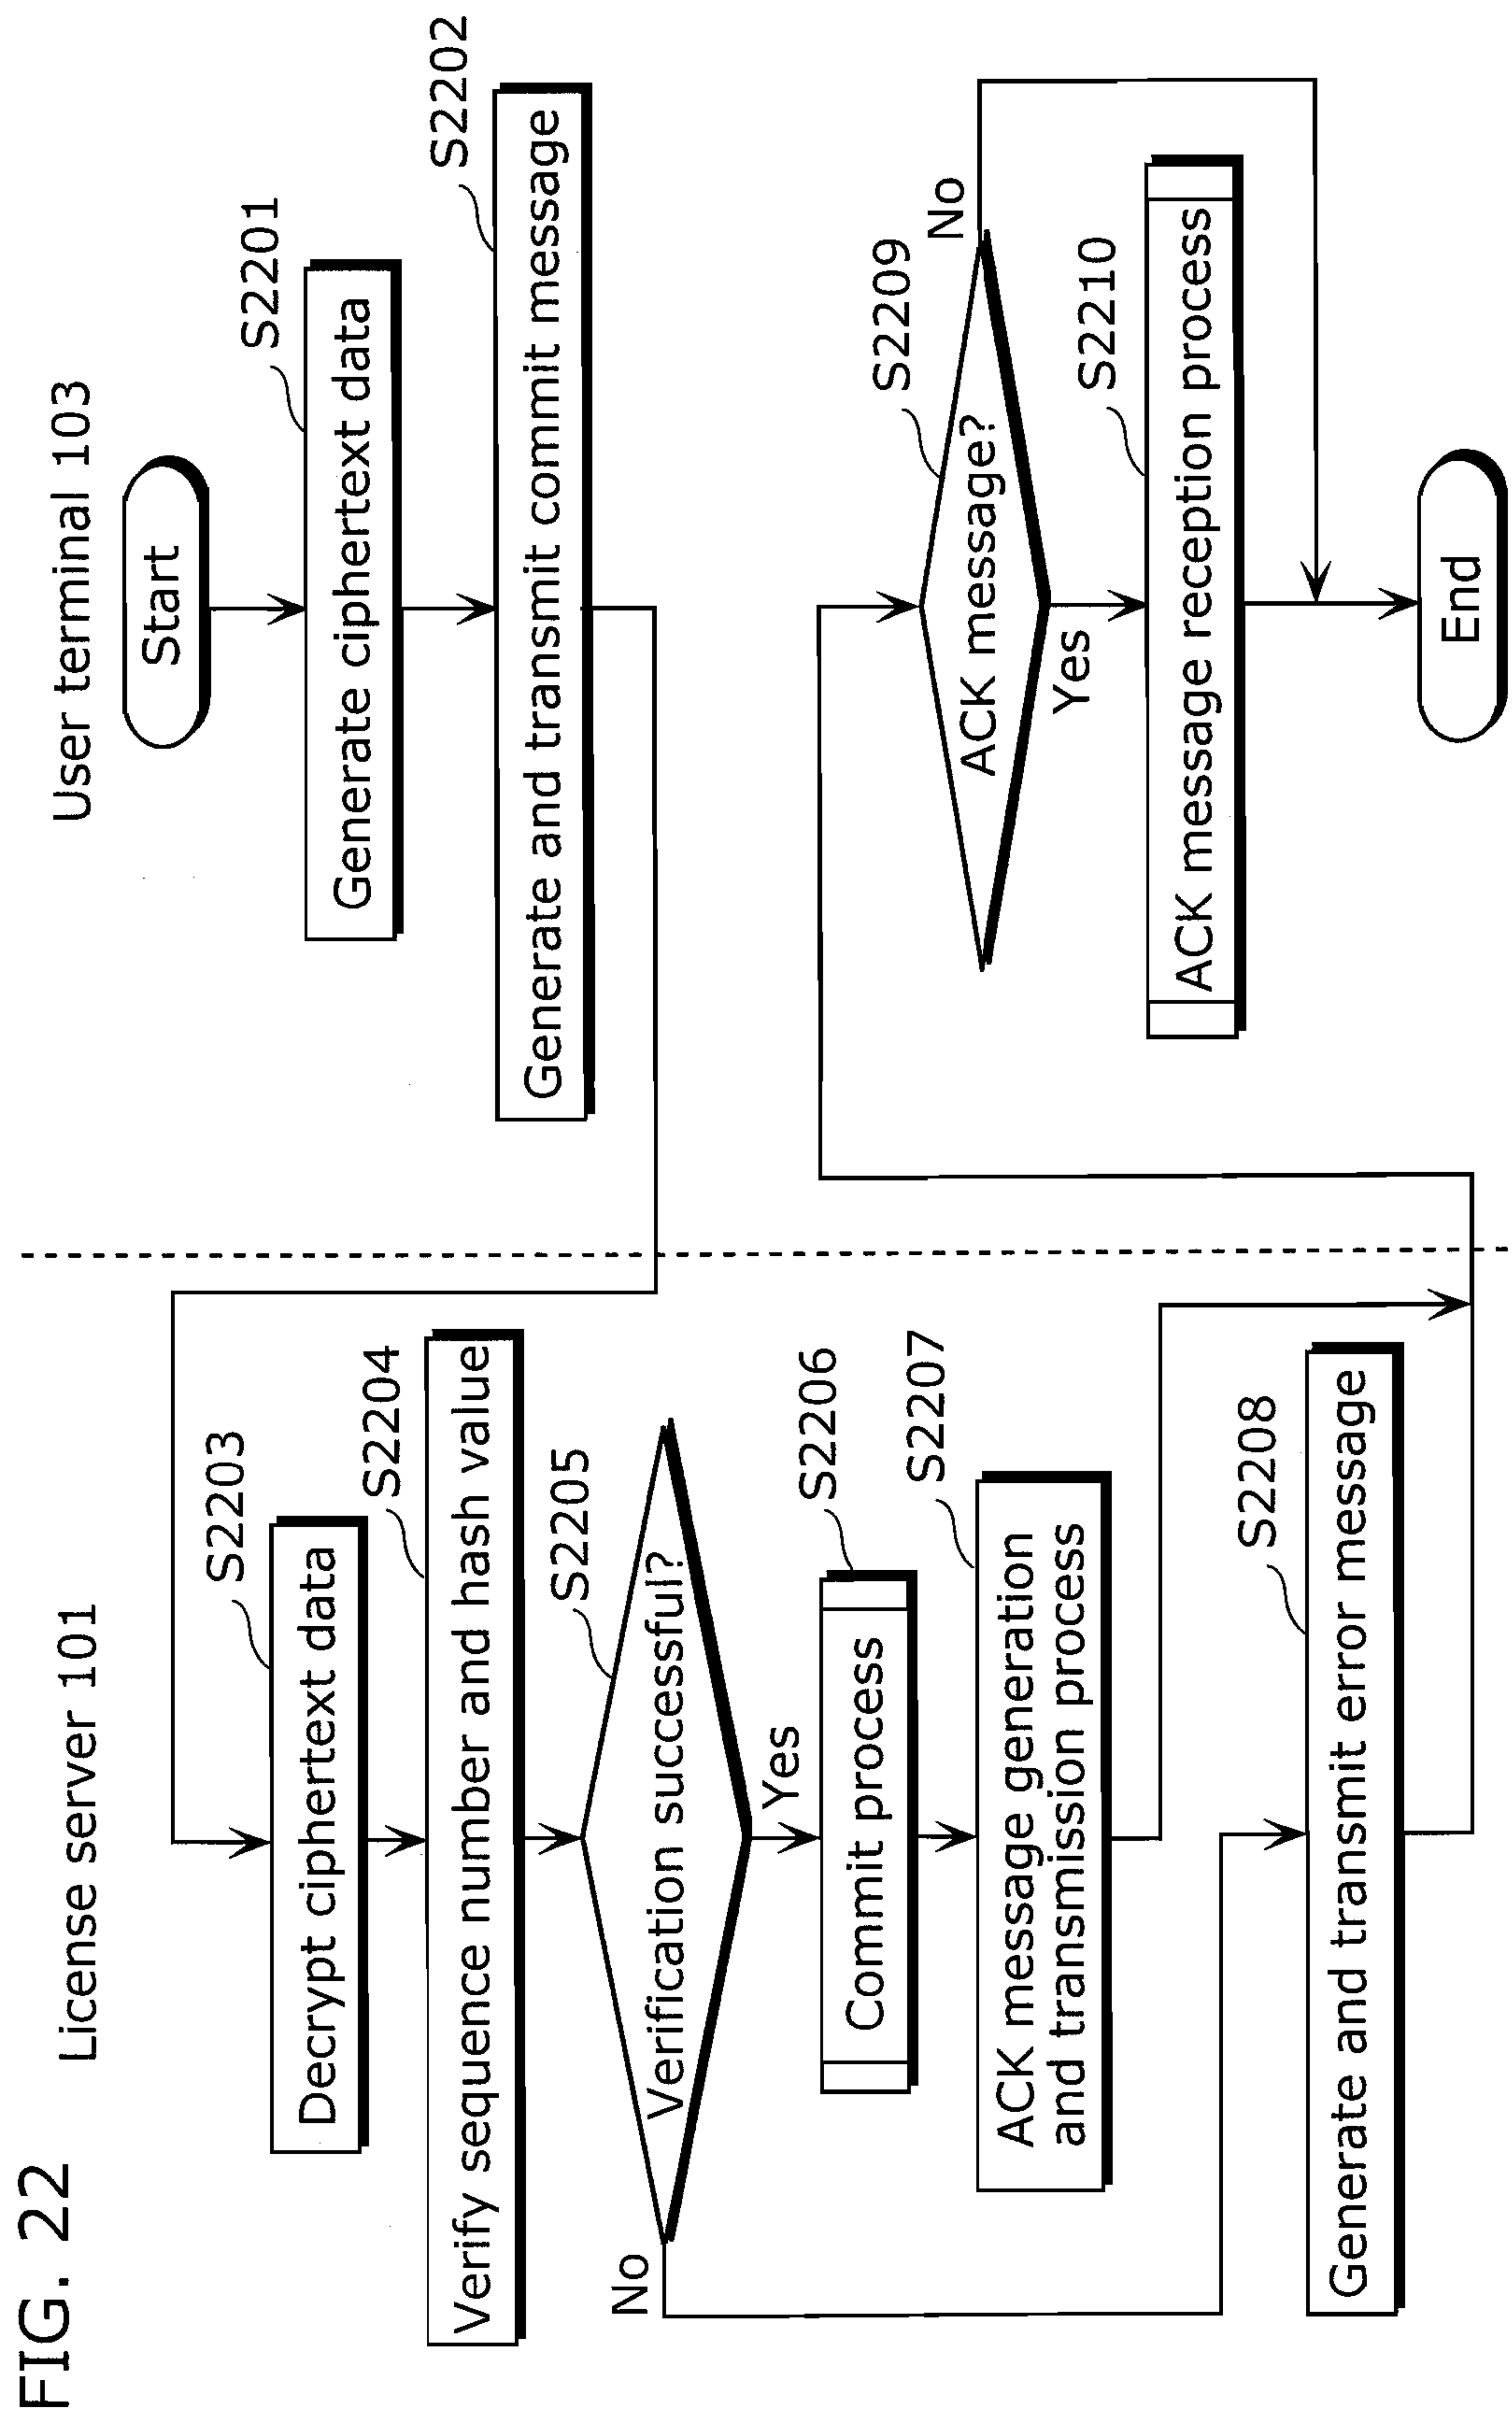 FIG. 22
License server 101
User terminal 103
Start
S2201
Generate ciphertext data
S2202
Generate and transmit commit message
S2203
Decrypt ciphertext data
S2204
Verify sequence number and hash value
S2205
Verification successful?
No
Yes
S2206
Commit process
S2207
ACK message generation
and transmission process
S2208
Generate and transmit error message
S2209
ACK message?
No
Yes
S2210
ACK message reception process
End